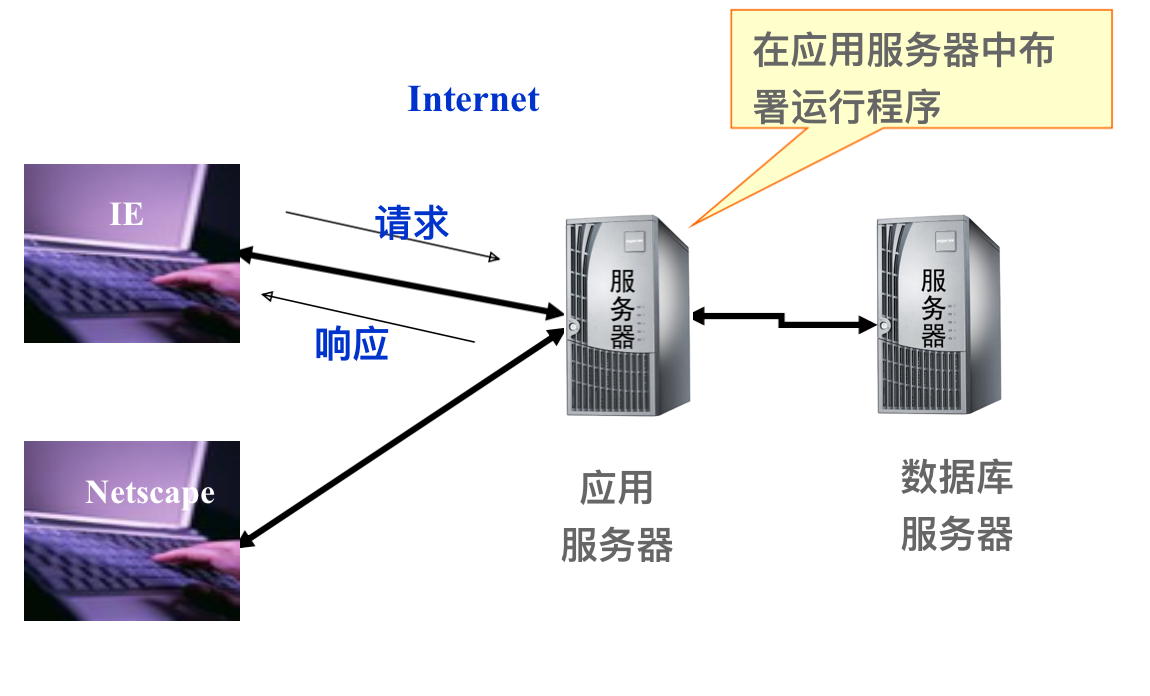 在应用服务器中布
署运行程序
Internet
IE
请求
响应
服
务
器
服
务
器
Netscape
应用
服务器
数据库
服务器